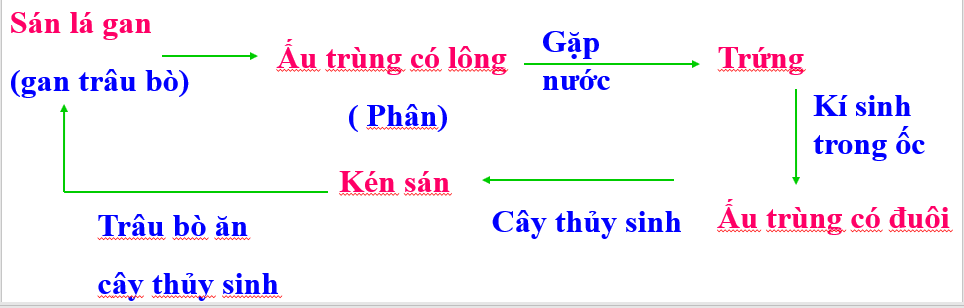 Sán lá gan
(gan trâu bò)
Ấu trùng có lông
( Phân)
Gặp
nước
Trứng
Kí sinh
trong ốc
Ấu trùng có đuôi
Cây thủy sinh
Kén sán
Trâu bò ăn
cây thủy sinh